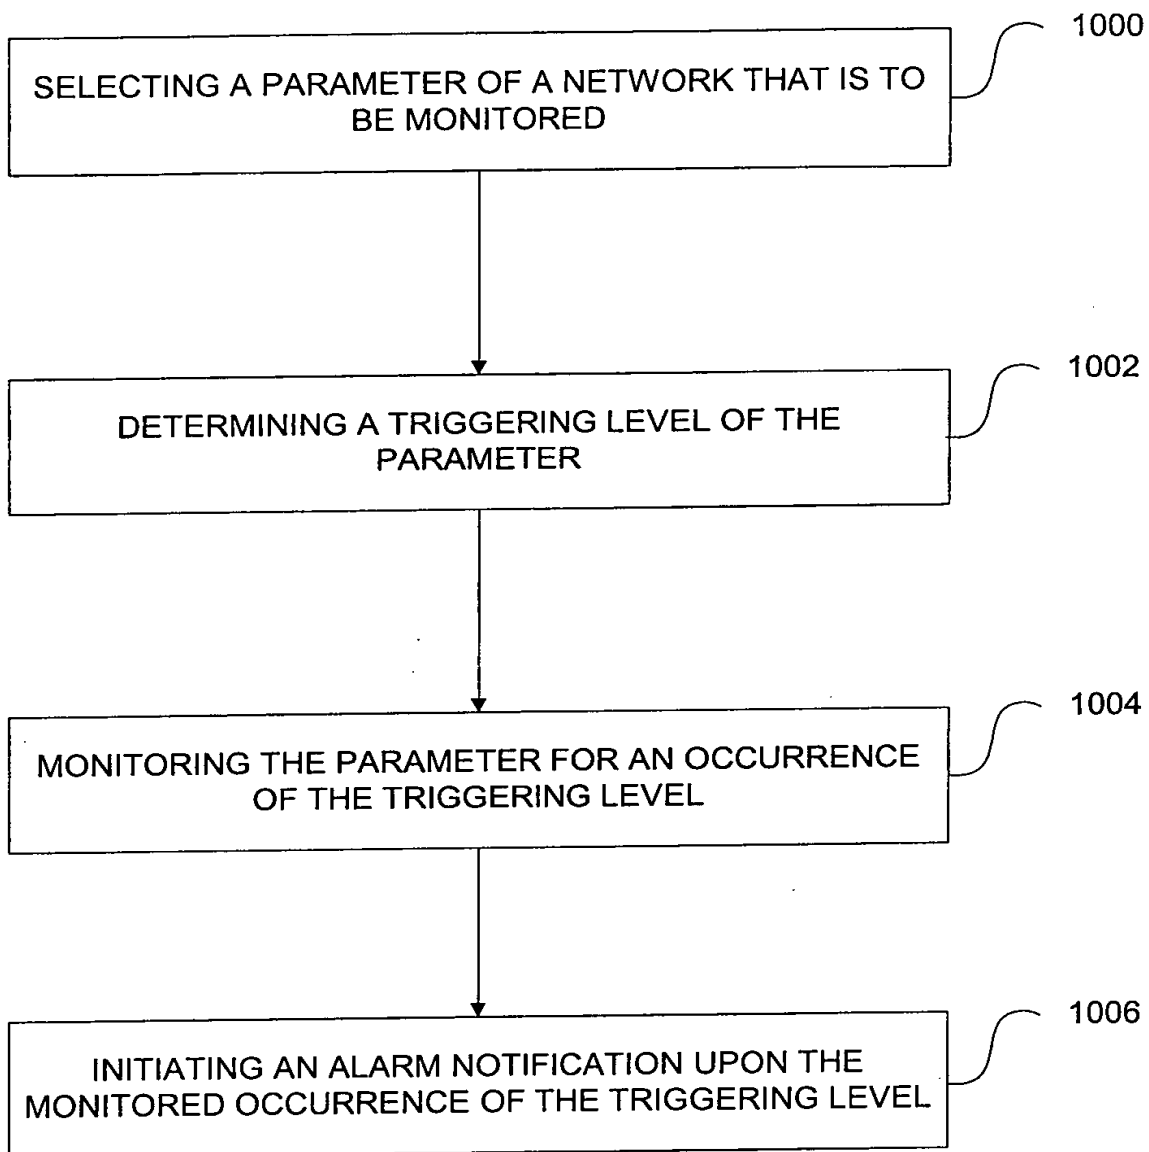 1000
SELECTING A PARAMETER OF A NETWORK THAT IS TO
BE MONITORED
1002
DETERMINING A TRIGGERING LEVEL OF THE
PARAMETER
1004
MONITORING THE PARAMETER FOR AN OCCURRENCE
OF THE TRIGGERING LEVEL
1006
INITIATING AN ALARM NOTIFICATION UPON THE
MONITORED OCCURRENCE OF THE TRIGGERING LEVEL